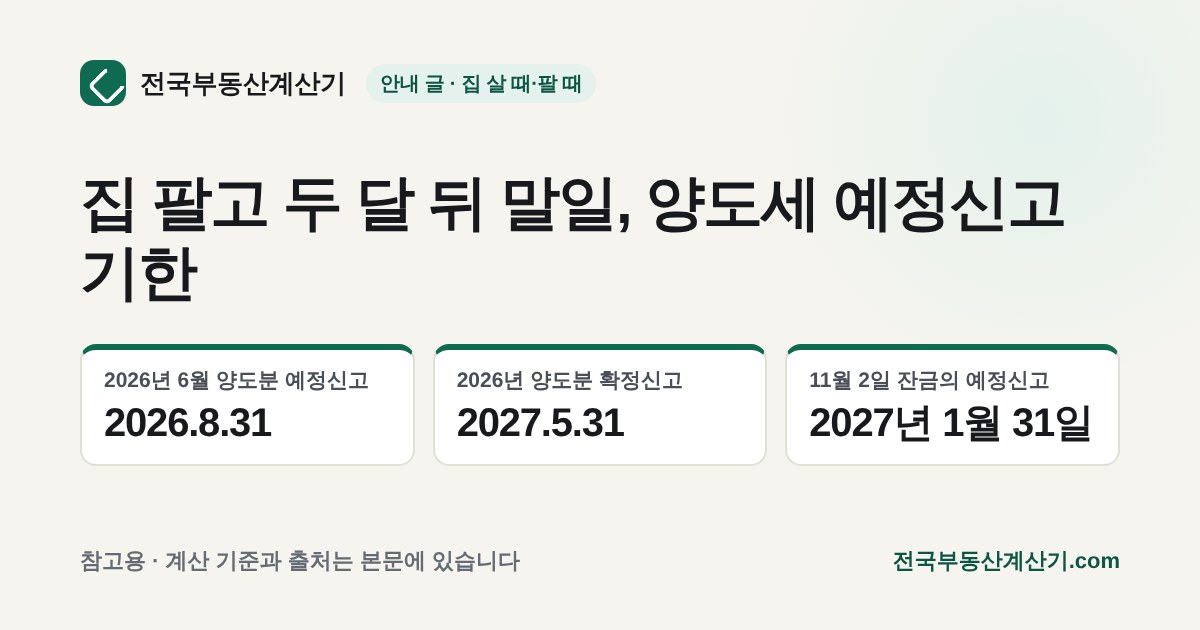 전국부동산계산기
안내 글 · 집 살 때·팔 때
집 팔고 두 달 뒤 말일, 양도세 예정신고
기한
2026년 6월 양도분 예정신고
2026.8.31
2026년 양도분 확정신고
2027.5.31
11월 2일 잔금의 예정신고
2027년 1월 31일
참고용 · 계산 기준과 출처는 본문에 있습니다
전국부동산계산기.com